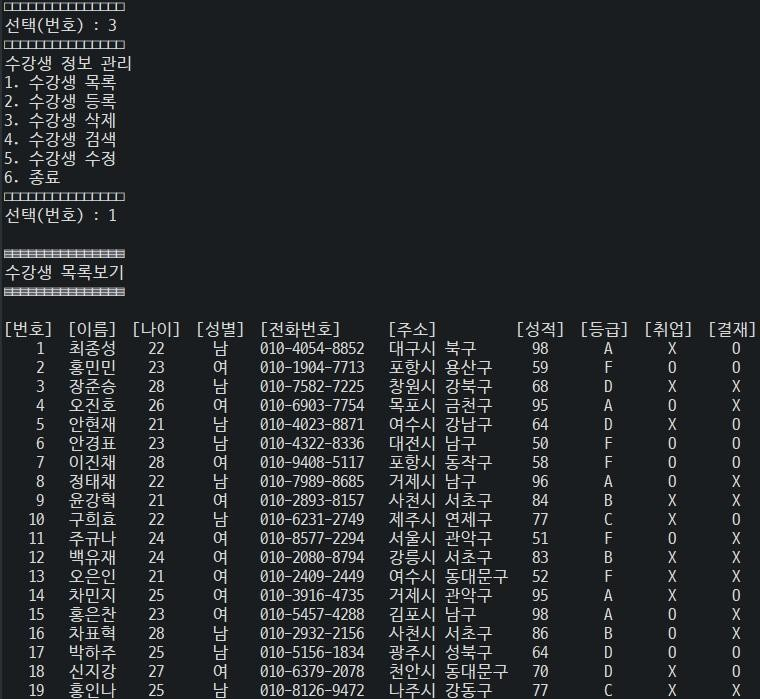 선택(번호) : 3
수강생 정보 관리
1. 수강생 목록
2. 수강생 등록
3. 수강생 삭제
4. 수강생 검색
5. 수강생 수정
6. 종료
선택(번호) : 1
수강생 목록보기
[번호] [이름] [나이] [성별] [전화번호] [주소] [성적] [등급] [취업] [결재]
1 최종성 22 남 010-4054-8852 대구시 북구 98 A X O
2 홍민민 23 여 010-1904-7713 포항시 용산구 59 F O O
3 장준승 28 남 010-7582-7225 창원시 강북구 68 D X X
4 오진호 26 여 010-6903-7754 목포시 금천구 95 A O X
5 안현재 21 남 010-4023-8871 여수시 강남구 64 D X O
6 안경표 23 남 010-4322-8336 대전시 남구 50 F O O
7 이진채 28 여 010-9408-5117 포항시 동작구 58 F O O
8 정태채 22 남 010-7989-8685 거제시 남구 96 A O X
9 윤강혁 21 여 010-2893-8157 사천시 서초구 84 B X X
10 구희효 22 남 010-6231-2749 제주시 연제구 77 C X O
11 주규나 24 여 010-8577-2294 서울시 관악구 51 F O X
12 백유재 24 여 010-2080-8794 강릉시 서초구 83 B X X
13 오은인 21 여 010-2409-2449 여수시 동대문구 52 F X X
14 차민지 25 여 010-3916-4735 거제시 관악구 95 A X O
15 홍은찬 23 여 010-5457-4288 김포시 남구 98 A O X
16 차표혁 28 남 010-2932-2156 사천시 서초구 86 B O X
17 박하주 25 남 010-5156-1834 광주시 성북구 64 D O O
18 신지강 27 여 010-6379-2078 천안시 동대문구 70 D X O
19 홍인나 25 남 010-8126-9472 나주시 강동구 77 C X X